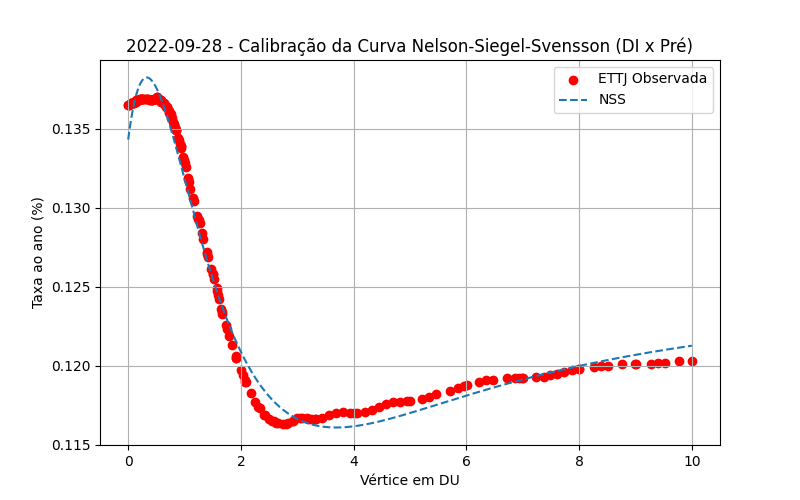 2022-09-28 - Calibração da Curva Nelson-Siegel-Svensson (DI x Pré)
ETTJ Observada
NSS
Taxa ao ano (%)
0.135
0.130
0.125
0.120
0.115
0 2 4 6 8 10
Vértice em DU